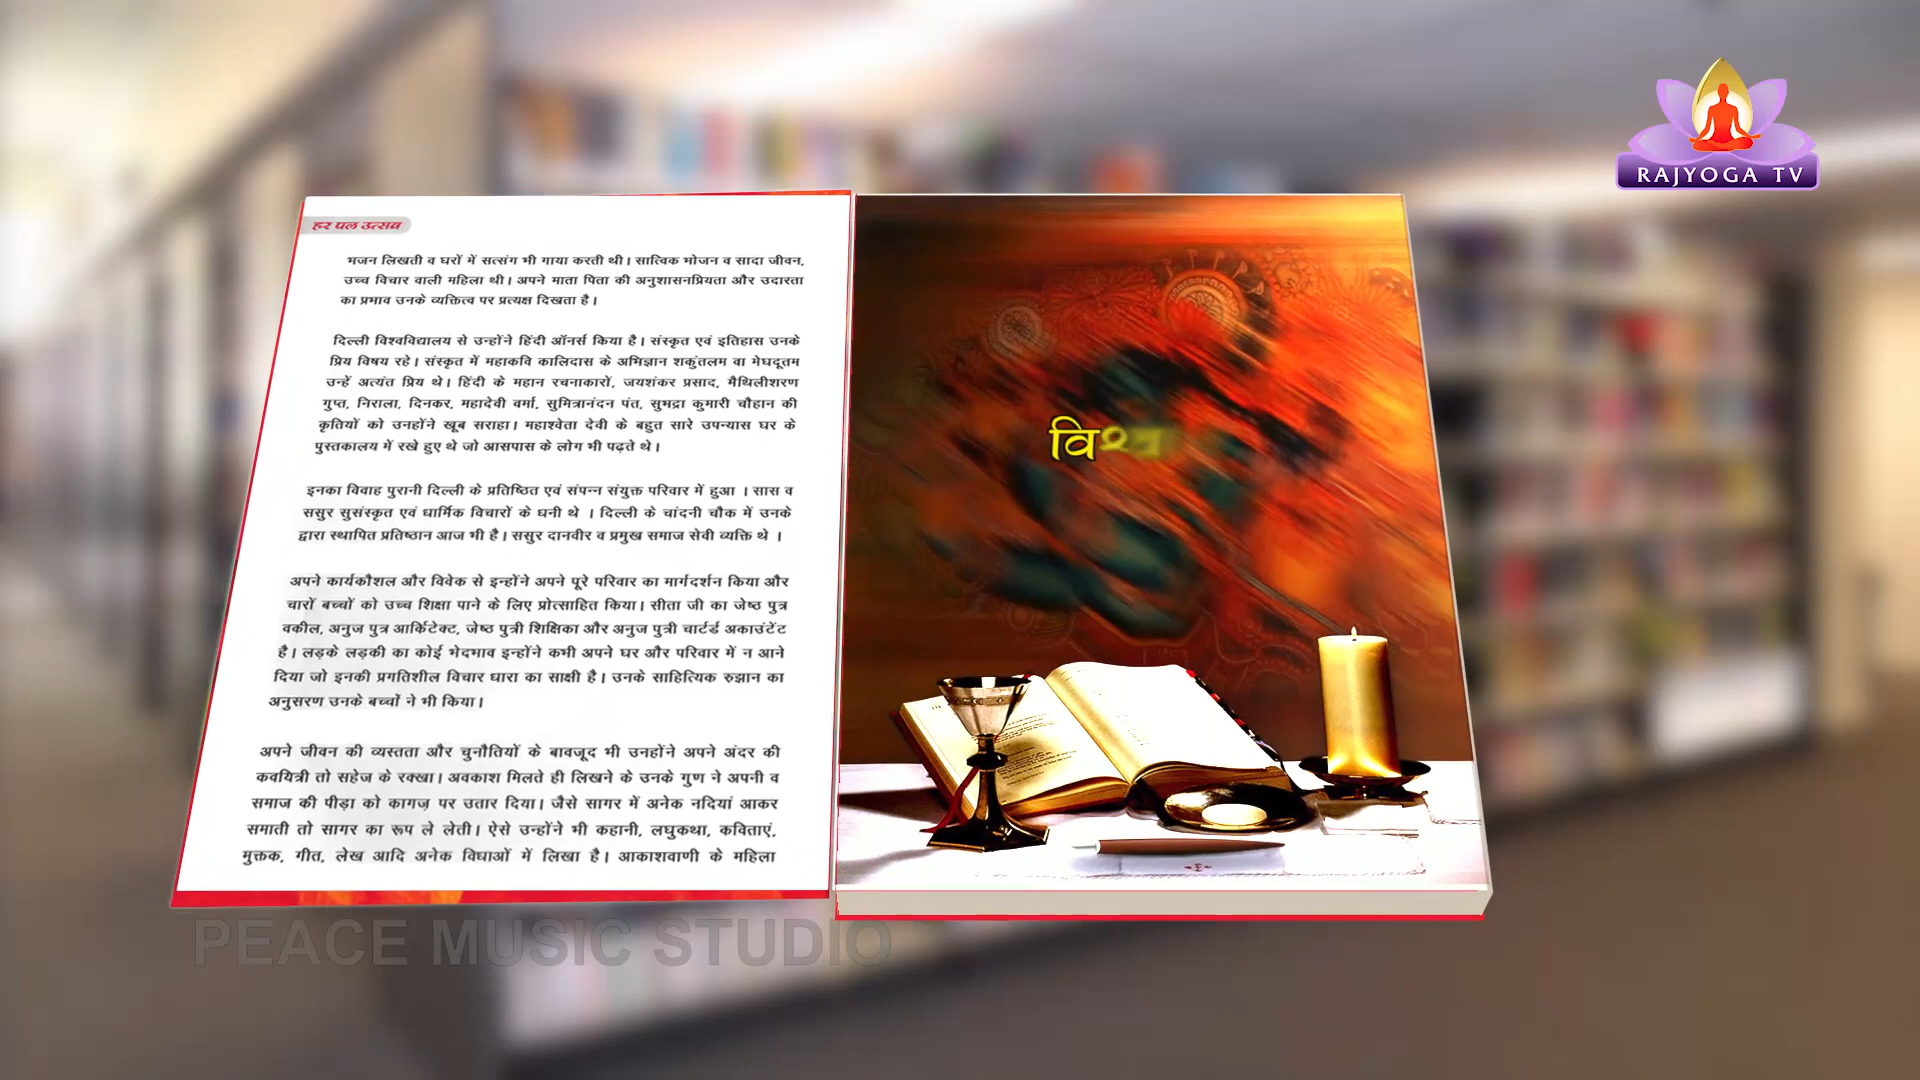 RAJYOGA TV
हर पल उत्सव
भजन लिखती व घरों में सत्संग भी गाया करती थी। सात्विक भोजन व सादा जीवन,
उच्च विचार वाली महिला थी। अपने माता पिता की अनुशासनप्रियता और उदारता
का प्रभाव उनके व्यक्तित्व पर प्रत्यक्ष दिखता है।
दिल्ली विश्वविद्यालय से उन्होंने हिंदी ऑनर्स किया है। संस्कृत एवं इतिहास उनके
प्रिय विषय रहे। संस्कृत में महाकवि कालिदास के अभिज्ञान शकुंतलम वा मेघदूतम
उन्हें अत्यंत प्रिय थे। हिंदी के महान रचनाकारों, जयशंकर प्रसाद, मैथिलीशरण
गुप्त, निराला, दिनकर, महादेवी वर्मा, सुमित्रानंदन पंत, सुभद्रा कुमारी चौहान की
कृतियों को उनहोंने खूब सराहा। महाश्वेता देवी के बहुत सारे उपन्यास घर के
पुस्तकालय में रखे हुए थे जो आसपास के लोग भी पढ़ते थे।
इनका विवाह पुरानी दिल्ली के प्रतिष्ठित एवं संपन्न संयुक्त परिवार में हुआ । सास व
ससुर सुसंस्कृत एवं धार्मिक विचारों के धनी थे । दिल्ली के चांदनी चौक में उनके
द्वारा स्थापित प्रतिष्ठान आज भी है। ससुर दानवीर व प्रमुख समाज सेवी व्यक्ति थे ।
अपने कार्यकौशल और विवेक से इन्होंने अपने पूरे परिवार का मार्गदर्शन किया और
चारों बच्चों को उच्च शिक्षा पाने के लिए प्रोत्साहित किया। सीता जी का जेष्ठ पुत्र
वकील, अनुज पुत्र आर्किटेक्ट, जेष्ठ पुत्री शिक्षिका और अनुज पुत्री चार्टर्ड अकाउंटेंट
है। लड़के लड़की का कोई भेदभाव इन्होंने कभी अपने घर और परिवार में न आने
दिया जो इनकी प्रगतिशील विचार धारा का साक्षी है। उनके साहित्यिक रुझान का
अनुसरण उनके बच्चों ने भी किया।
अपने जीवन की व्यस्तता और चुनौतियों के बावजूद भी उनहोंने अपने अंदर की
कवयित्री तो सहेज के रक्खा। अवकाश मिलते ही लिखने के उनके गुण ने अपनी व
समाज की पीड़ा को कागज़ पर उतार दिया। जैसे सागर में अनेक नदियां आकर
समाती तो सागर का रूप ले लेती। ऐसे उन्होंने भी कहानी, लघुकथा, कविताएं,
मुक्तक, गीत, लेख आदि अनेक विधाओं में लिखा है। आकाशवाणी के महिला
विश्व
PEACE MUSIC STUDIO